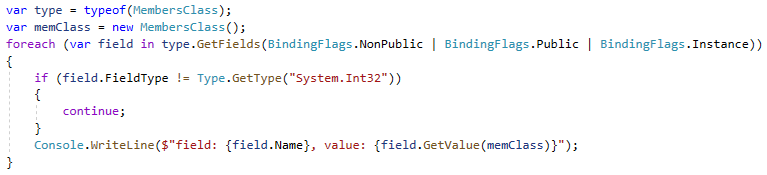 var type = typeof(MembersClass);
var memClass = new MembersClass();
foreach (var field in type.GetFields(BindingFlags.NonPublic | BindingFlags.Public | BindingFlags.Instance))
{
    if (field.FieldType != Type.GetType("System.Int32"))
    {
        continue;
    }
    Console.WriteLine($"field: {field.Name}, value: {field.GetValue(memClass)}");
}